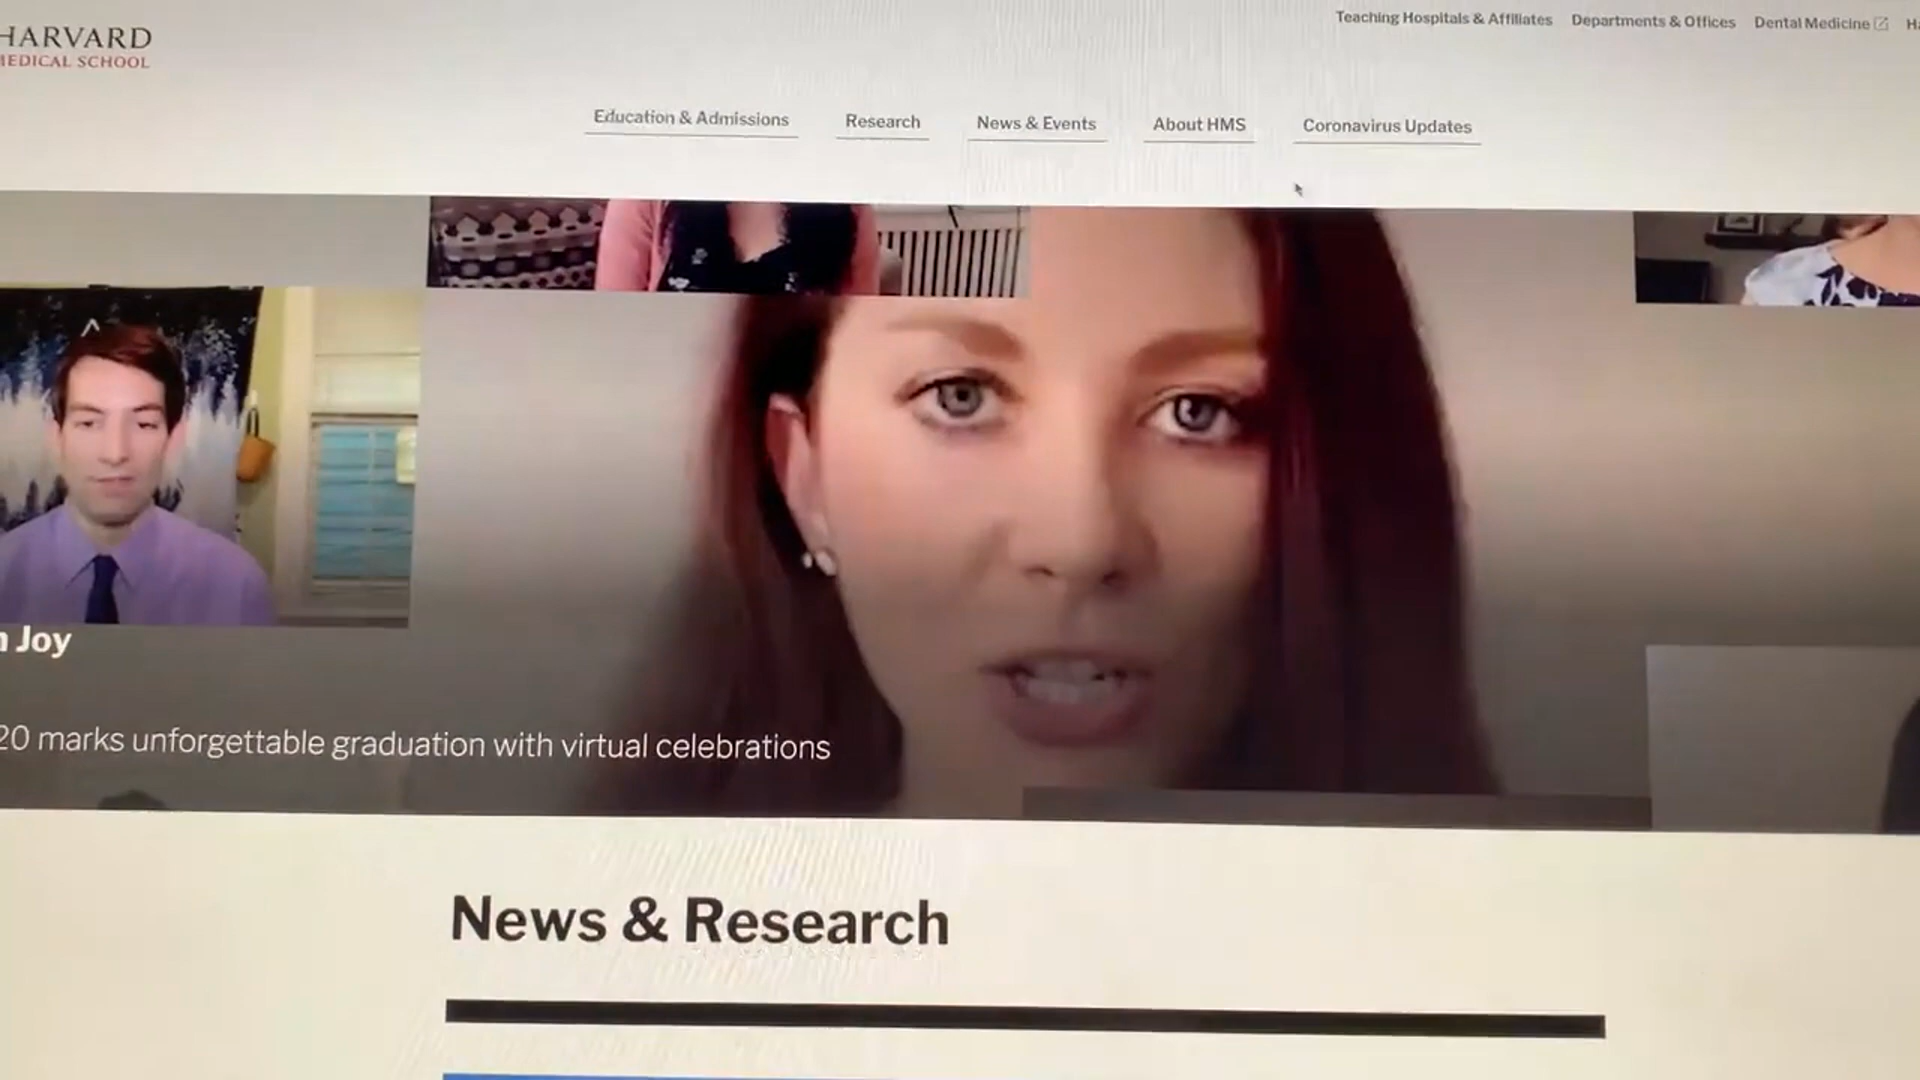 HARVARD
MEDICAL SCHOOL
Teaching Hospitals & Affiliates Departments & Offices Dental Medicine
Education & Admissions Research News & Events About HMS Coronavirus Updates
Joy
20 marks unforgettable graduation with virtual celebrations
News & Research